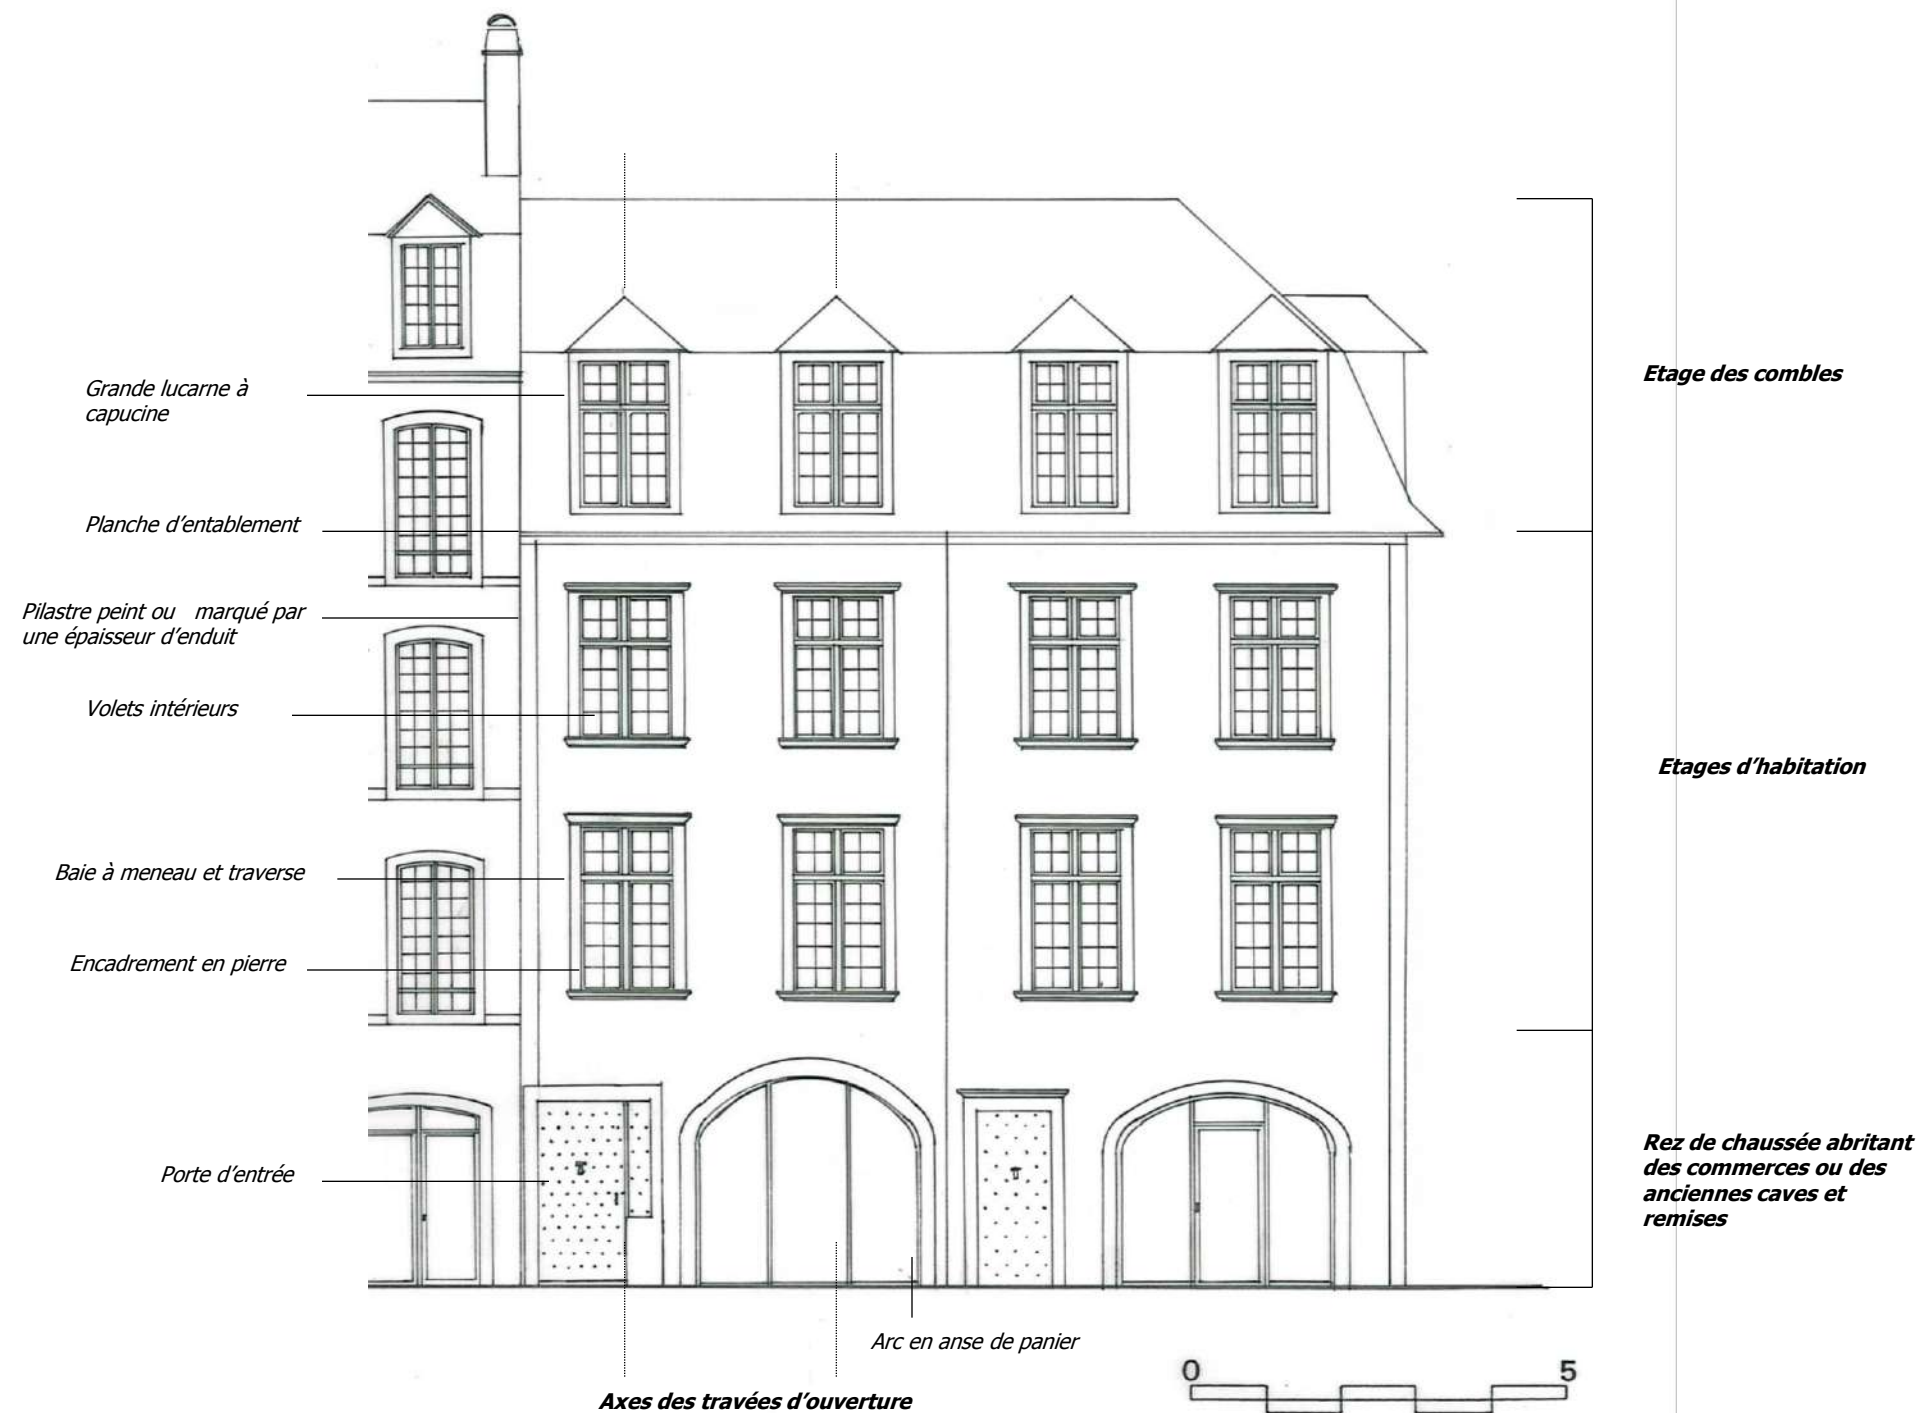 Grande lucarne à
capucine
Planche d'entablement
Pilastre peint ou marqué par
une épaisseur d'enduit
Volets intérieurs
Baie à meneau et traverse
Encadrement en pierre
Porte d'entrée
Arc en anse de panier
Axes des travées d'ouverture
Etage des combles
Etages d'habitation
Rez de chaussée abritant
des commerces ou des
anciennes caves et
remises
0 5